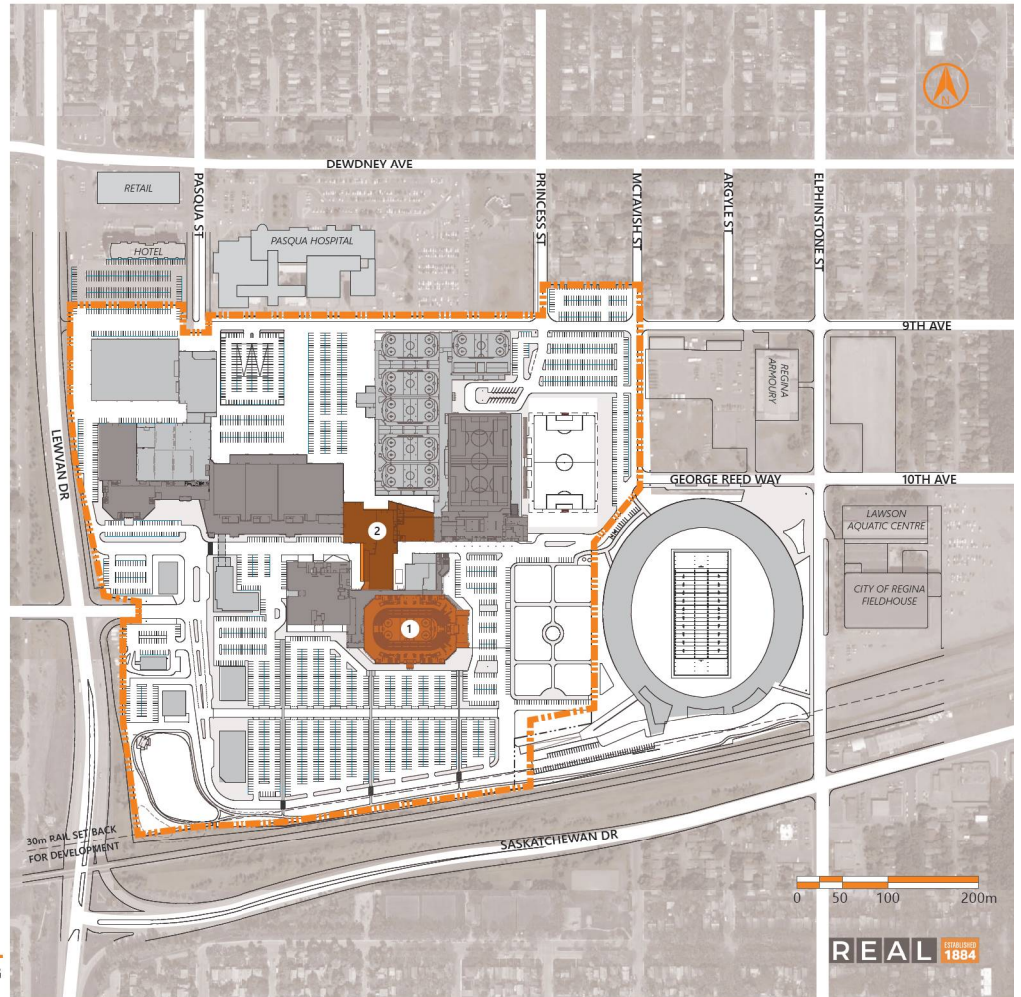 N
DEWDNEY AVE
RETAIL
PASQUA ST
PRINCESS ST
MCTAVISH ST
ARGYLE ST
ELPHINSTONE ST
PASQUA HOSPITAL
HOTEL
9TH AVE
REGINA
ARMOURY
LEWVAN DR
GEORGE REED WAY
10TH AVE
LAWSON
AQUATIC CENTRE
2
CITY OF REGINA
FIELDHOUSE
1
30m RAIL SET BACK
FOR DEVELOPMENT
SASKATCHEWAN DR
0 50 100 200m
REAL ESTABLISHED
1884